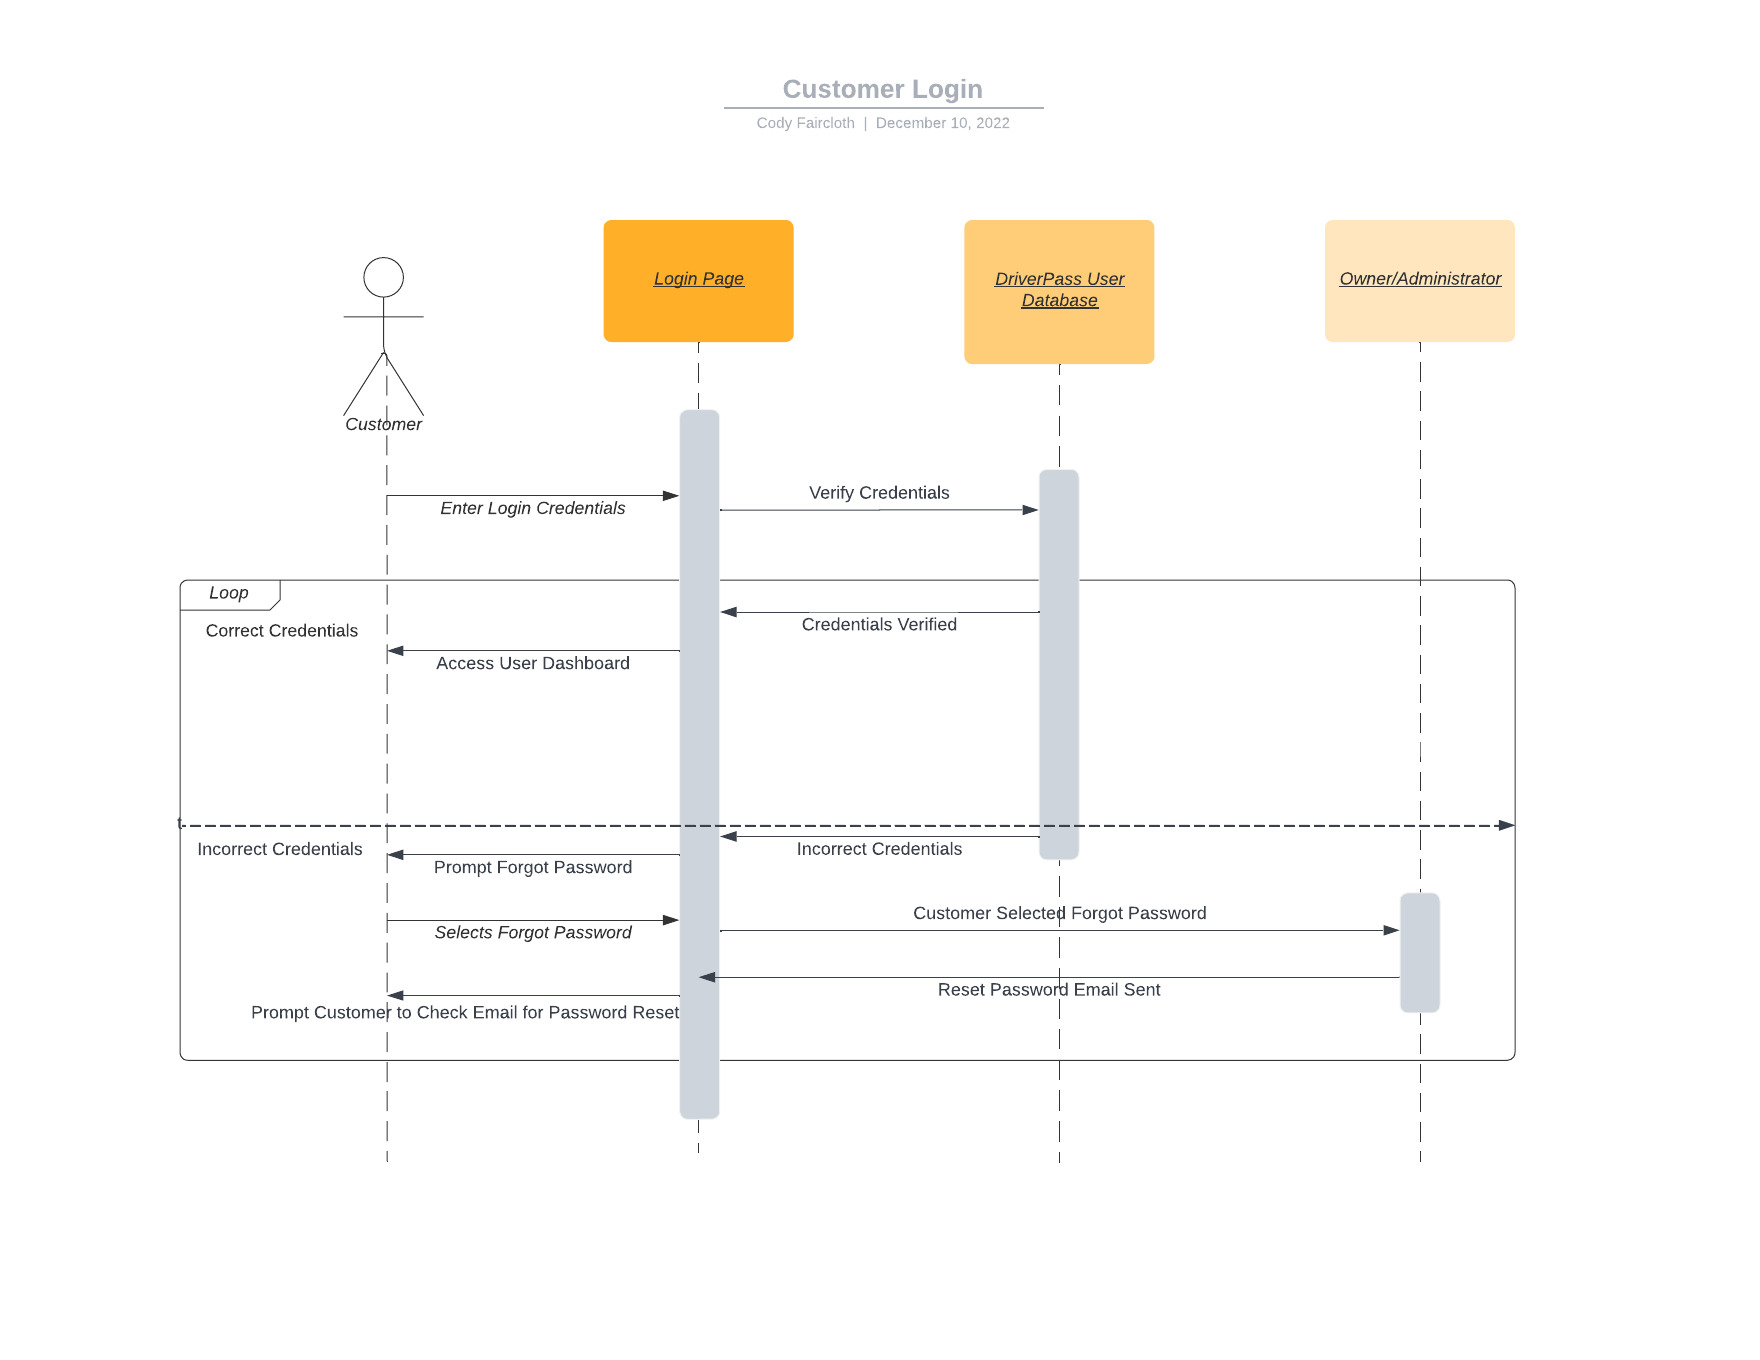 Customer Login
Cody Faircloth | December 10, 2022
Login Page
DriverPass User
Database
Owner/Administrator
Customer
Enter Login Credentials
Verify Credentials
Loop
Correct Credentials
Credentials Verified
Access User Dashboard
t
Incorrect Credentials
Incorrect Credentials
Prompt Forgot Password
Customer Selected Forgot Password
Selects Forgot Password
Reset Password Email Sent
Prompt Customer to Check Email for Password Reset